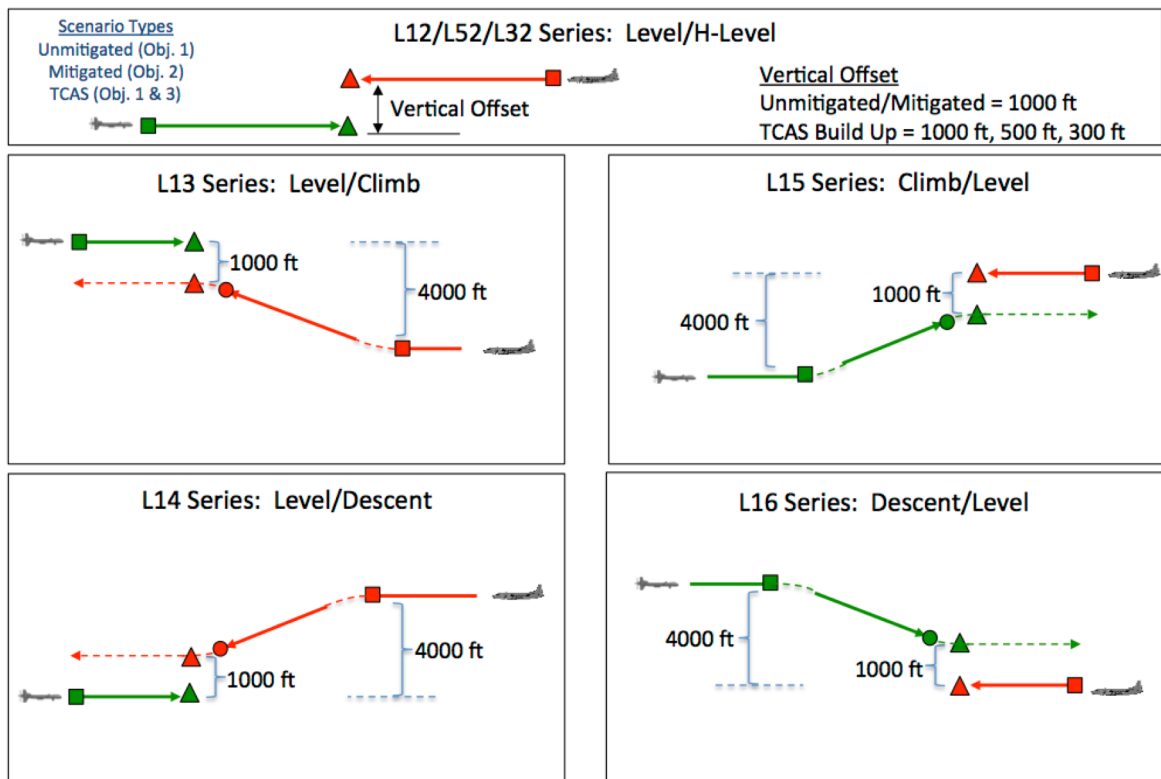 Scenario Types
Unmitigated (Obj. 1)
Mitigated (Obj. 2)
TCAS (Obj. 1 & 3)
L12/L52/L32 Series: Level/H-Level
Vertical Offset
Vertical Offset
Unmitigated/Mitigated = 1000 ft
TCAS Build Up = 1000 ft, 500 ft, 300 ft
L13 Series: Level/Climb
1000 ft
4000 ft
L15 Series: Climb/Level
1000 ft
4000 ft
L14 Series: Level/Descent
4000 ft
1000 ft
L16 Series: Descent/Level
4000 ft
1000 ft